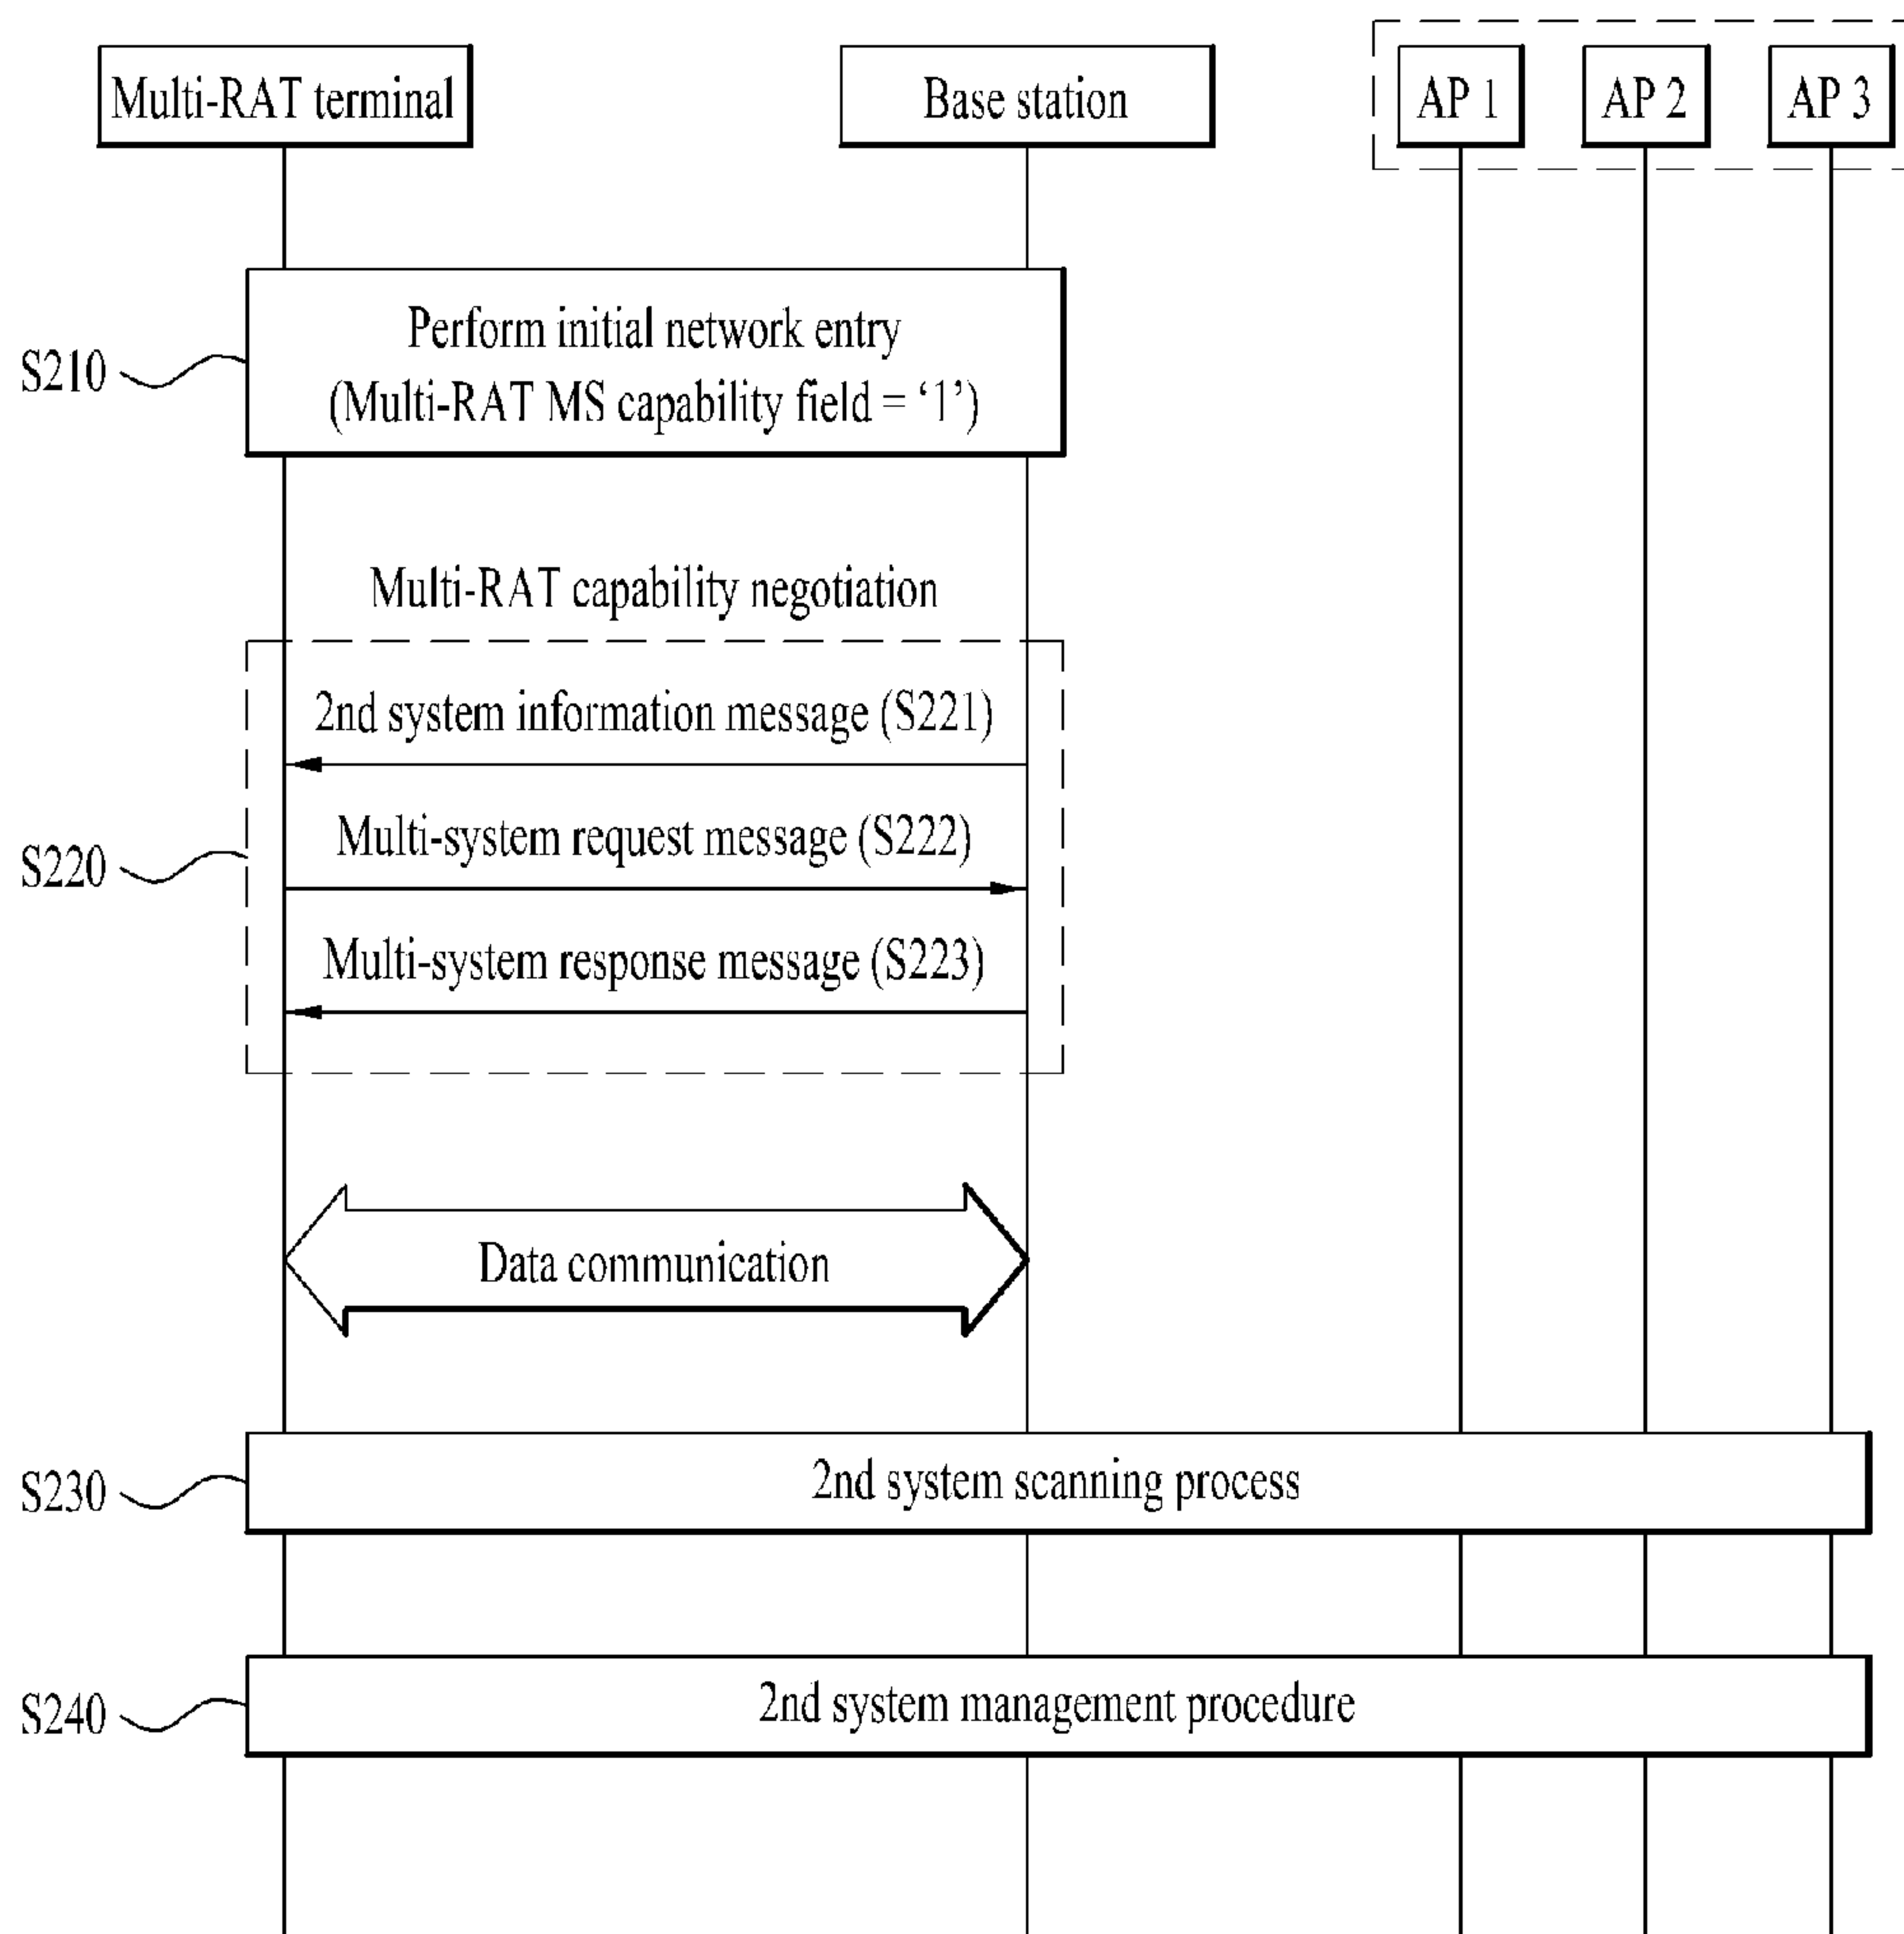 Multi-RAT terminal
Base station
AP 1
AP 2
AP 3
S210
Perform initial network entry
(Multi-RAT MS capability field = ‘1’)
Multi-RAT capability negotiation
S220
2nd system information message (S221)
Multi-system request message (S222)
Multi-system response message (S223)
Data communication
S230
2nd system scanning process
S240
2nd system management procedure